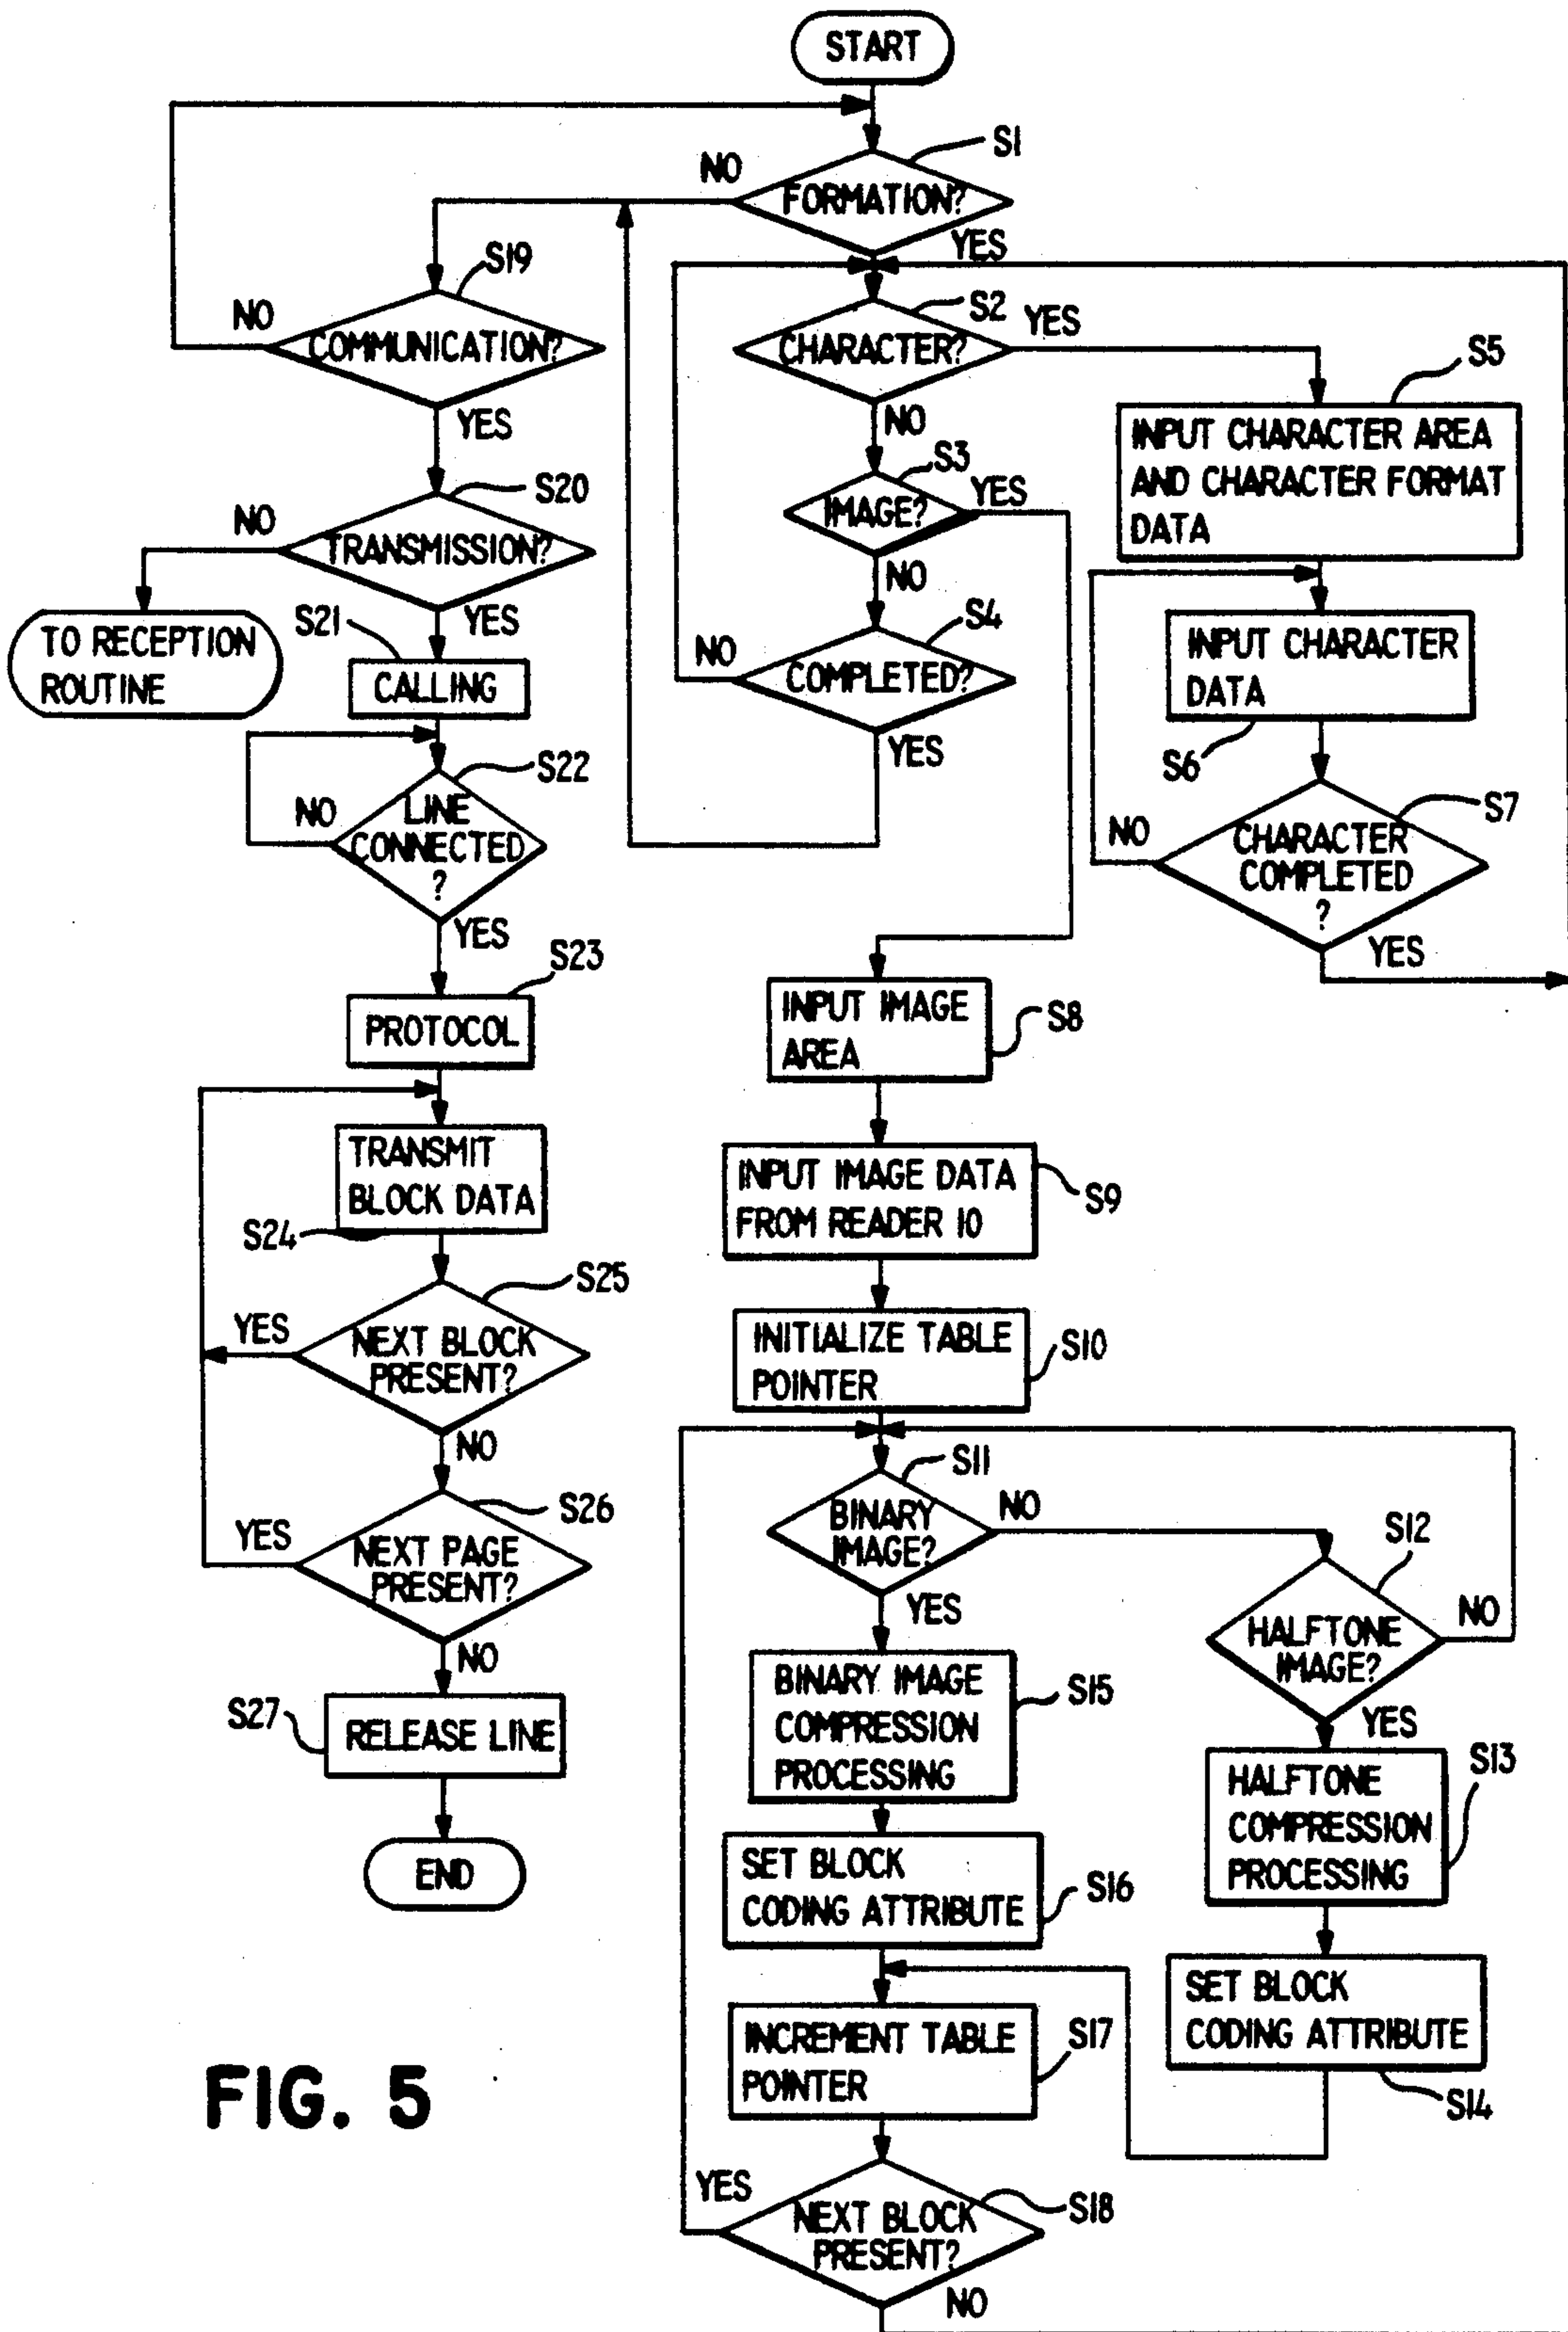 START
S1
NO
FORMATION?
YES
S19
NO
COMMUNICATION?
YES
S2
YES
CHARACTER?
NO
S5
INPUT CHARACTER AREA
AND CHARACTER FORMAT
DATA
S3
YES
IMAGE?
NO
S20
NO
TRANSMISSION?
YES
TO RECEPTION
ROUTINE
S21
CALLING
S4
NO
COMPLETED?
YES
INPUT CHARACTER
DATA
S6
S22
NO
LINE
CONNECTED
?
YES
S7
NO
CHARACTER
COMPLETED
?
YES
S23
PROTOCOL
INPUT IMAGE
AREA
S8
TRANSMIT
BLOCK DATA
S24
INPUT IMAGE DATA
FROM READER 10
S9
S25
YES
NEXT BLOCK
PRESENT?
NO
INITIALIZE TABLE
POINTER
S10
S26
YES
NEXT PAGE
PRESENT?
NO
S11
BINARY
IMAGE?
NO
YES
S12
NO
HALFTONE
IMAGE?
YES
S27
RELEASE LINE
END
BINARY IMAGE
COMPRESSION
PROCESSING
S15
HALFTONE
COMPRESSION
PROCESSING
S13
SET BLOCK
CODING ATTRIBUTE
S16
SET BLOCK
CODING ATTRIBUTE
S14
INCREMENT TABLE
POINTER
S17
YES
NEXT BLOCK
PRESENT?
S18
NO
FIG. 5